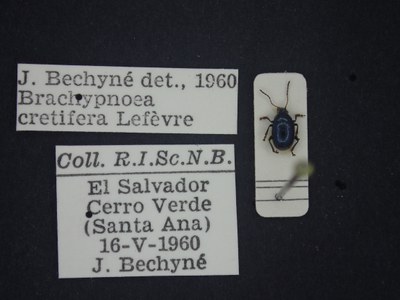 J. Bechyné det., 1960
Brachypnoea
cretifera Lefèvre
Coll. R.I.Sc.N.B.
El Salvador
Cerro Verde
(Santa Ana)
16-V-1960
J. Bechyné